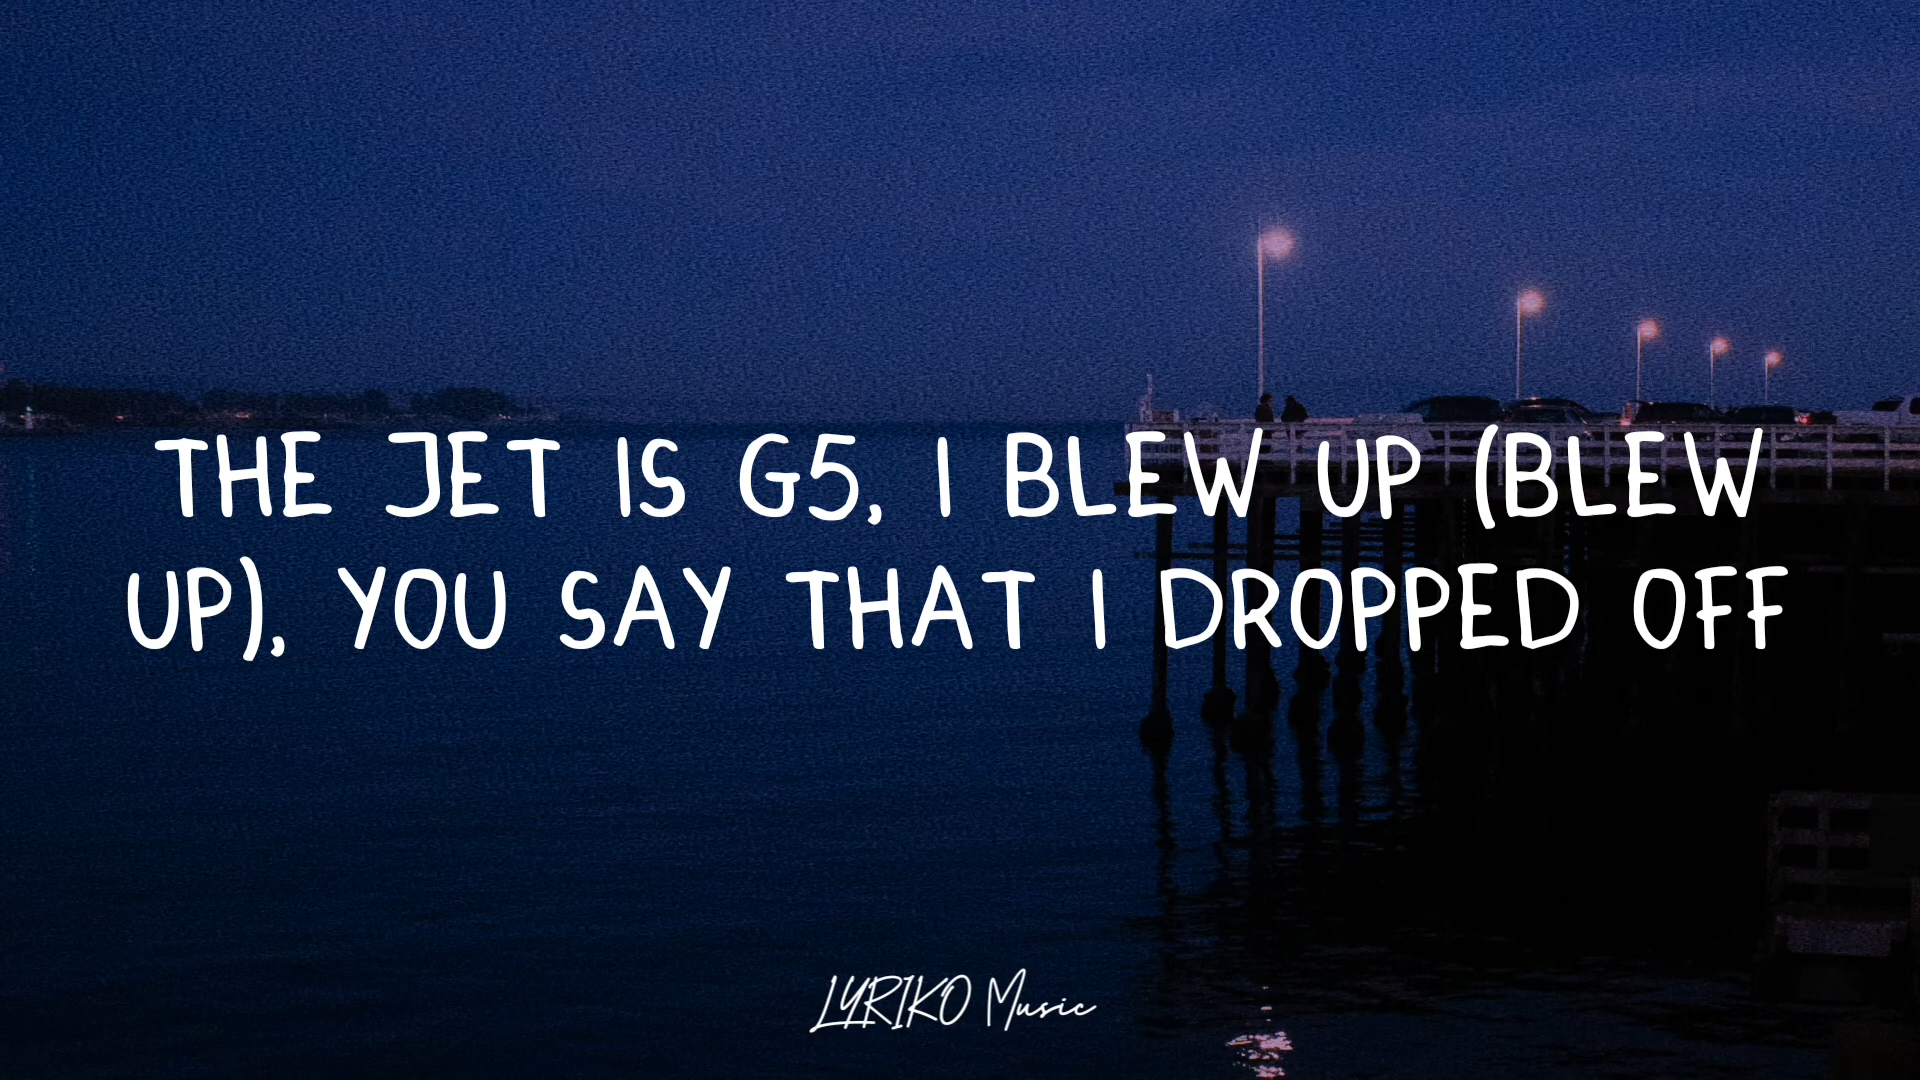 THE JET IS G5, I BLEW UP (BLEW
UP), YOU SAY THAT I DROPPED OFF
LYRIKO Music